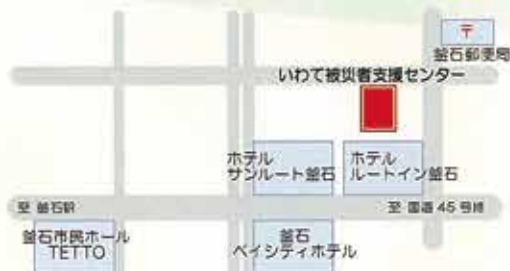 〒
釜石郵便局
いわて被災者支援センター
ホテル
サンルート釜石
ホテル
ルートイン釜石
至 釜石駅
至 国道45号線
釜石市民ホール
TETTO
釜石
ベイシティホテル